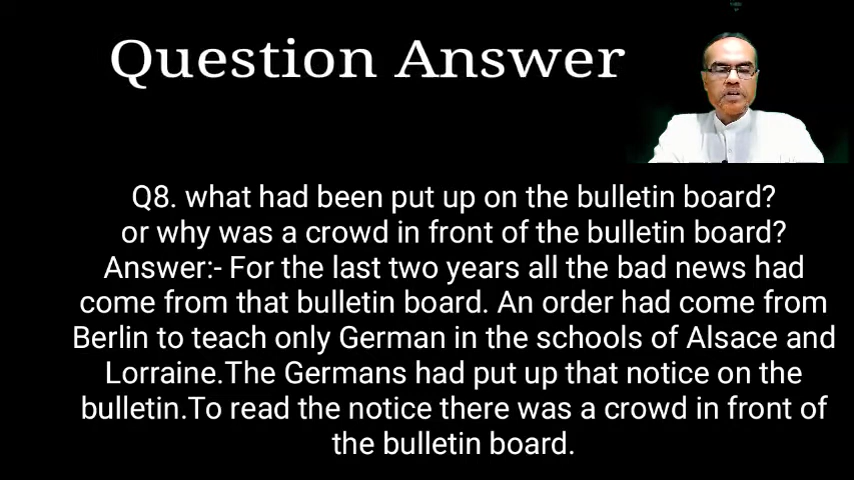 Question Answer
Q8. what had been put up on the bulletin board?
or why was a crowd in front of the bulletin board?
Answer:- For the last two years all the bad news had
come from that bulletin board. An order had come from
Berlin to teach only German in the schools of Alsace and
Lorraine.The Germans had put up that notice on the
bulletin.To read the notice there was a crowd in front of
the bulletin board.